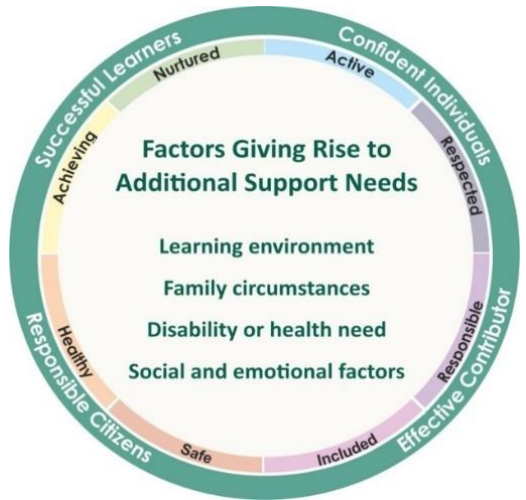 Successful Learners
Confident Individuals
Nurtured
Active
Achieving
Respected
Factors Giving Rise to
Additional Support Needs
Learning environment
Family circumstances
Disability or health need
Social and emotional factors
Healthy
Responsible
Safe
Included
Responsible Citizens
Effective Contributor